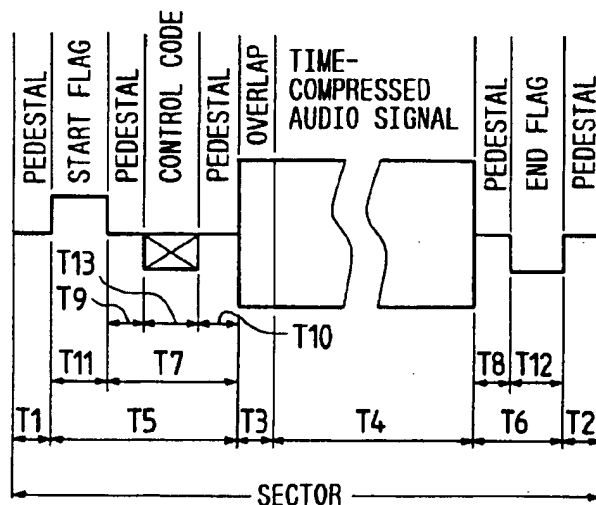 PEDESTAL
START FLAG
PEDESTAL
CONTROL CODE
PEDESTAL
OVERLAP
TIME-
COMPRESSED
AUDIO SIGNAL
PEDESTAL
END FLAG
PEDESTAL
T13
T9
T10
T11
T7
T8
T12
T1
T5
T3
T4
T6
T2
SECTOR